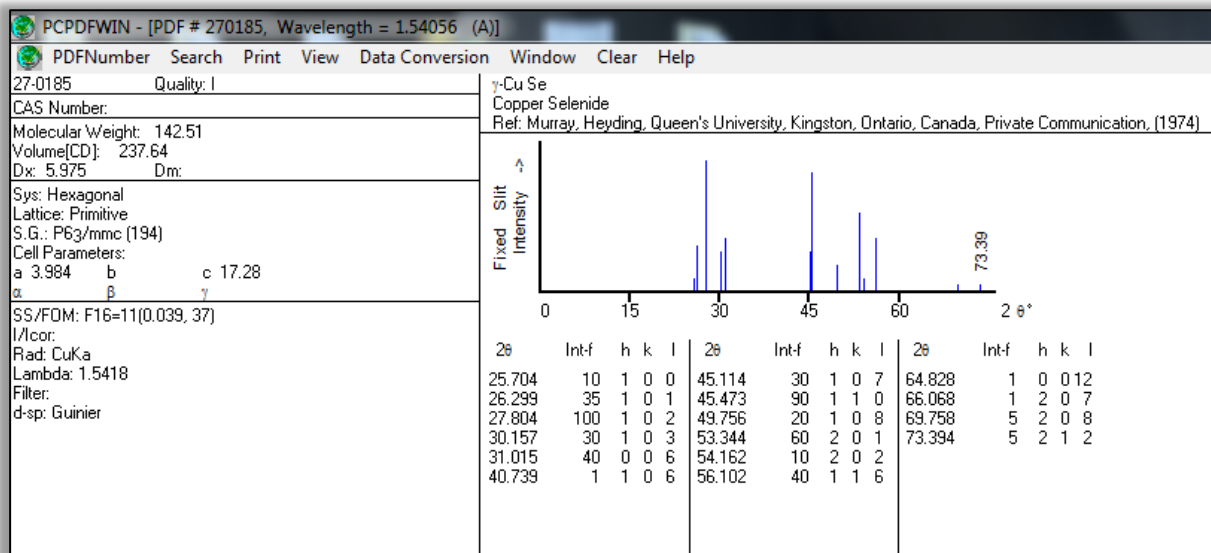 PCPDFWIN - [PDF # 270185, Wavelength = 1.54056 (A)]
PDFNumber Search Print View Data Conversion Window Clear Help
27-0185 Quality: I
CAS Number:
Molecular Weight: 142.51
Volume[CD]: 237.64
Dx: 5.975 Dm:
Sys: Hexagonal
Lattice: Primitive
S.G.: P63/mmc (194)
Cell Parameters:
a 3.984 b c 17.28
α β γ
SS/FOM: F16=11(0.039, 37)
I/Icor:
Rad: CuKa
Lambda: 1.5418
Filter:
d-sp: Guinier
γ-Cu Se
Copper Selenide
Ref: Murray, Heyding, Queen's University, Kingston, Ontario, Canada, Private Communication, (1974)
Fixed Slit
Intensity ->
73.39
0 15 30 45 60 2 θ°
2θ Int-f h k l 2θ Int-f h k l 2θ Int-f h k l
25.704 10 1 0 0 45.114 30 1 0 7 64.828 1 0 0 12
26.299 35 1 0 1 45.473 90 1 1 0 66.068 1 2 0 7
27.804 100 1 0 2 49.756 20 1 0 8 69.758 5 2 0 8
30.157 30 1 0 3 53.344 60 2 0 1 73.394 5 2 1 2
31.015 40 0 0 6 54.162 10 2 0 2
40.739 1 1 0 6 56.102 40 1 1 6